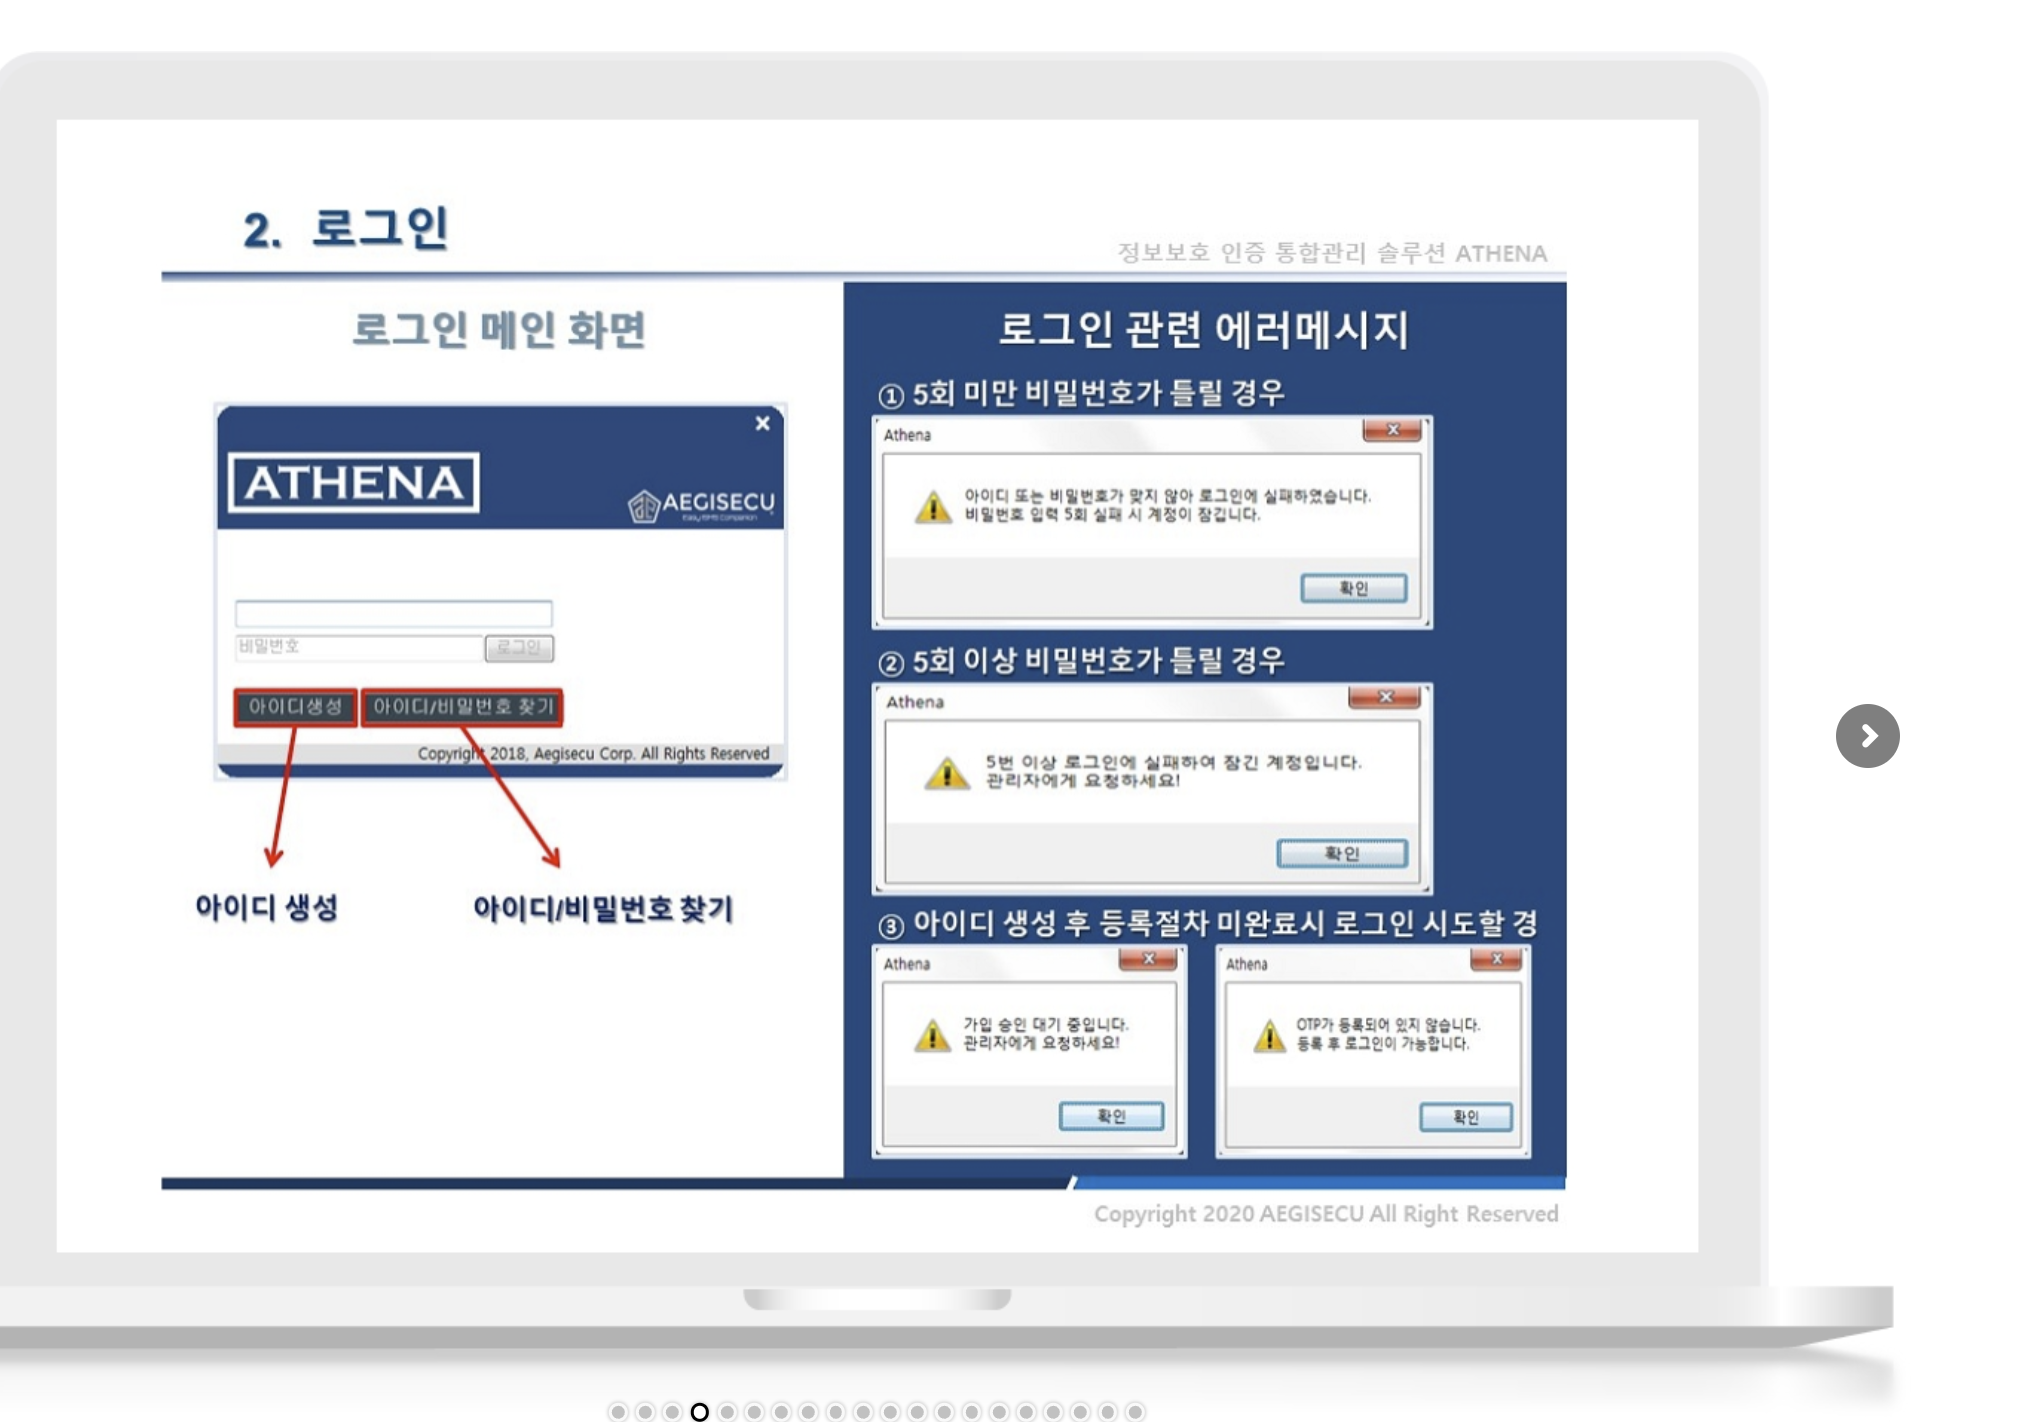 2. 로그인
정보보호 인증 통합관리 솔루션 ATHENA
로그인 메인 화면
ATHENA
AEGISECU
비밀번호
로그인
아이디생성
아이디/비밀번호 찾기
Copyright 2018, Aegisecu Corp. All Rights Reserved
아이디 생성
아이디/비밀번호 찾기
로그인 관련 에러메시지
① 5회 미만 비밀번호가 틀릴 경우
Athena
아이디 또는 비밀번호가 맞지 않아 로그인에 실패하였습니다.
비밀번호 입력 5회 실패 시 계정이 잠깁니다.
확인
② 5회 이상 비밀번호가 틀릴 경우
Athena
5번 이상 로그인에 실패하여 잠긴 계정입니다.
관리자에게 요청하세요!
확인
③ 아이디 생성 후 등록절차 미완료시 로그인 시도할 경
Athena
가입 승인 대기 중입니다.
관리자에게 요청하세요!
확인
Athena
OTP가 등록되어 있지 않습니다.
등록 후 로그인이 가능합니다.
확인
Copyright 2020 AEGISECU All Right Reserved